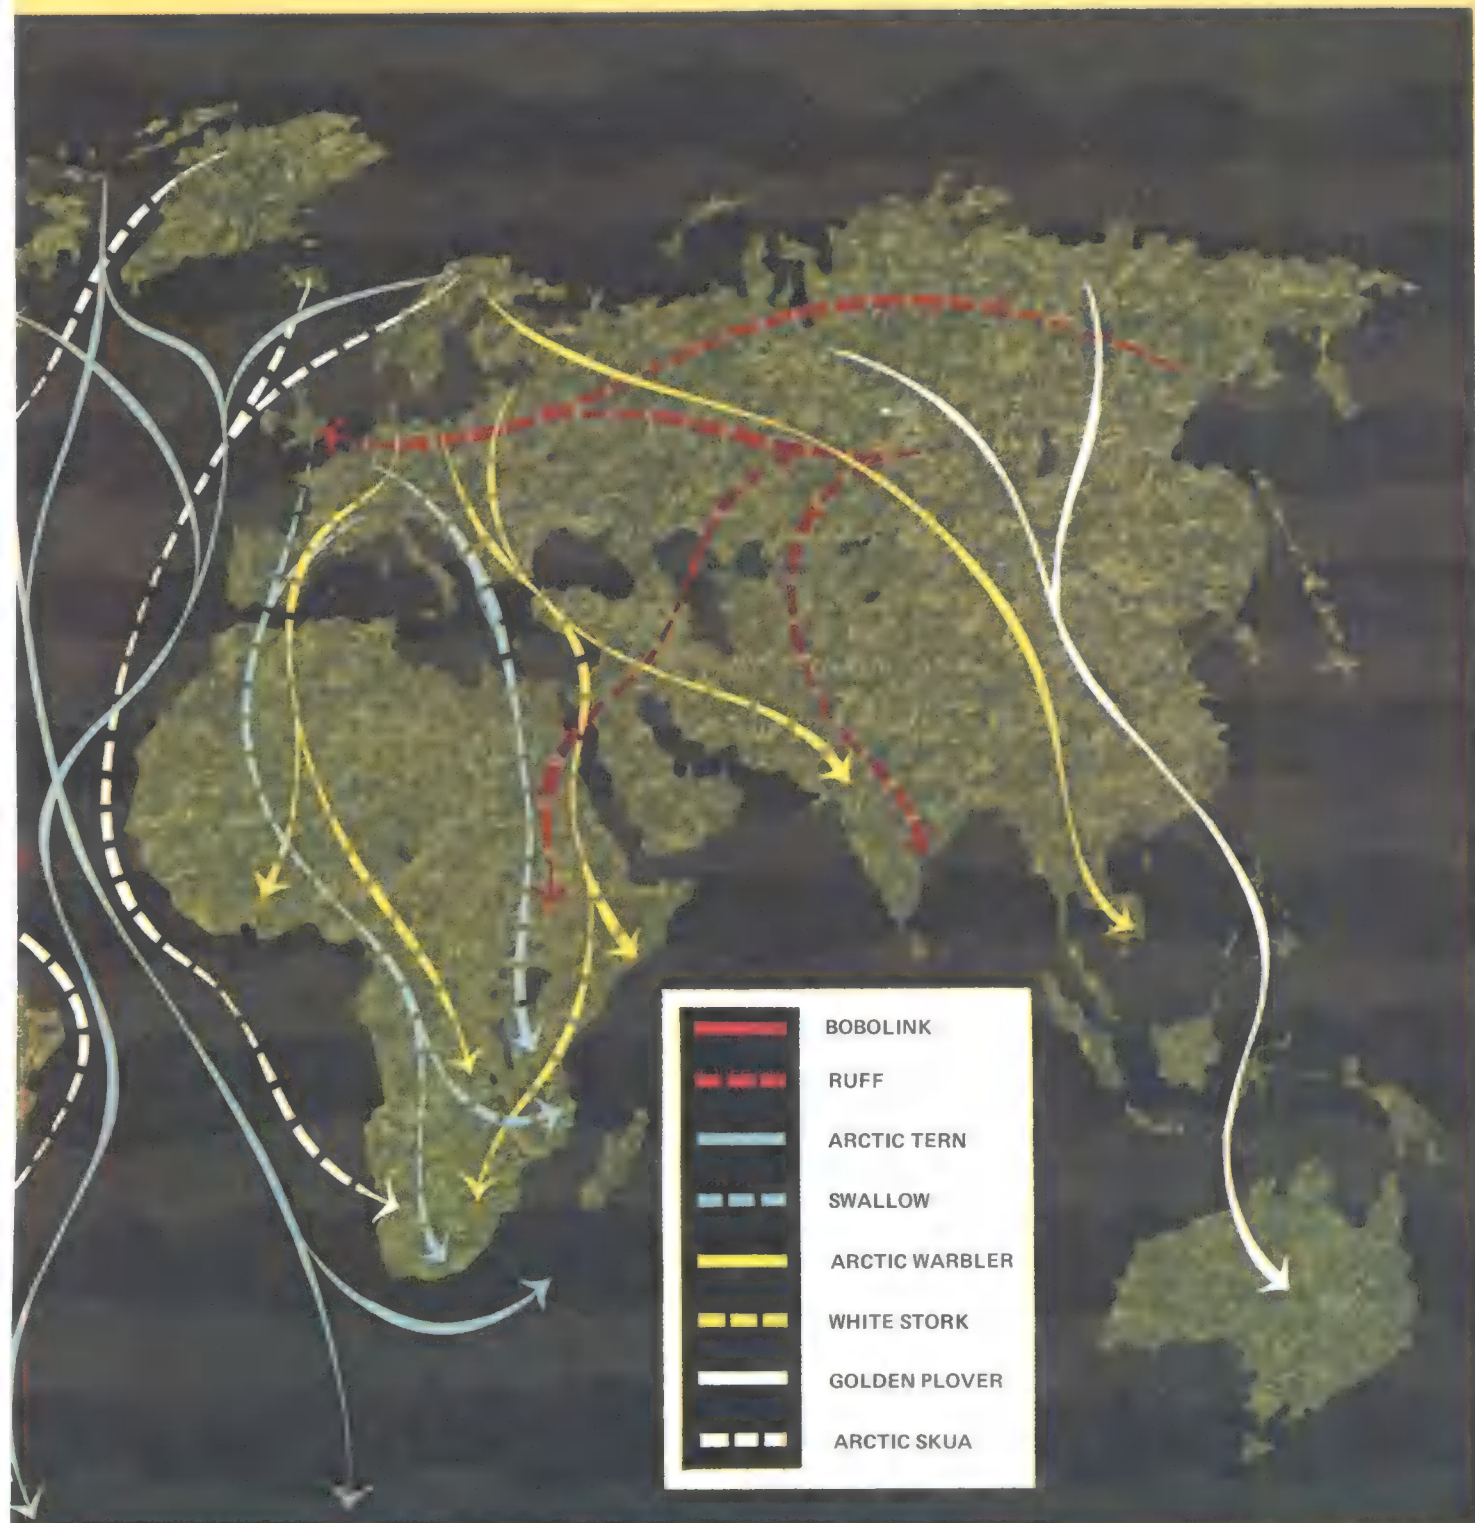 BOBOLINK
RUFF
ARCTIC TERN
SWALLOW
ARCTIC WARBLER
WHITE STORK
GOLDEN PLOVER
ARCTIC SKUA